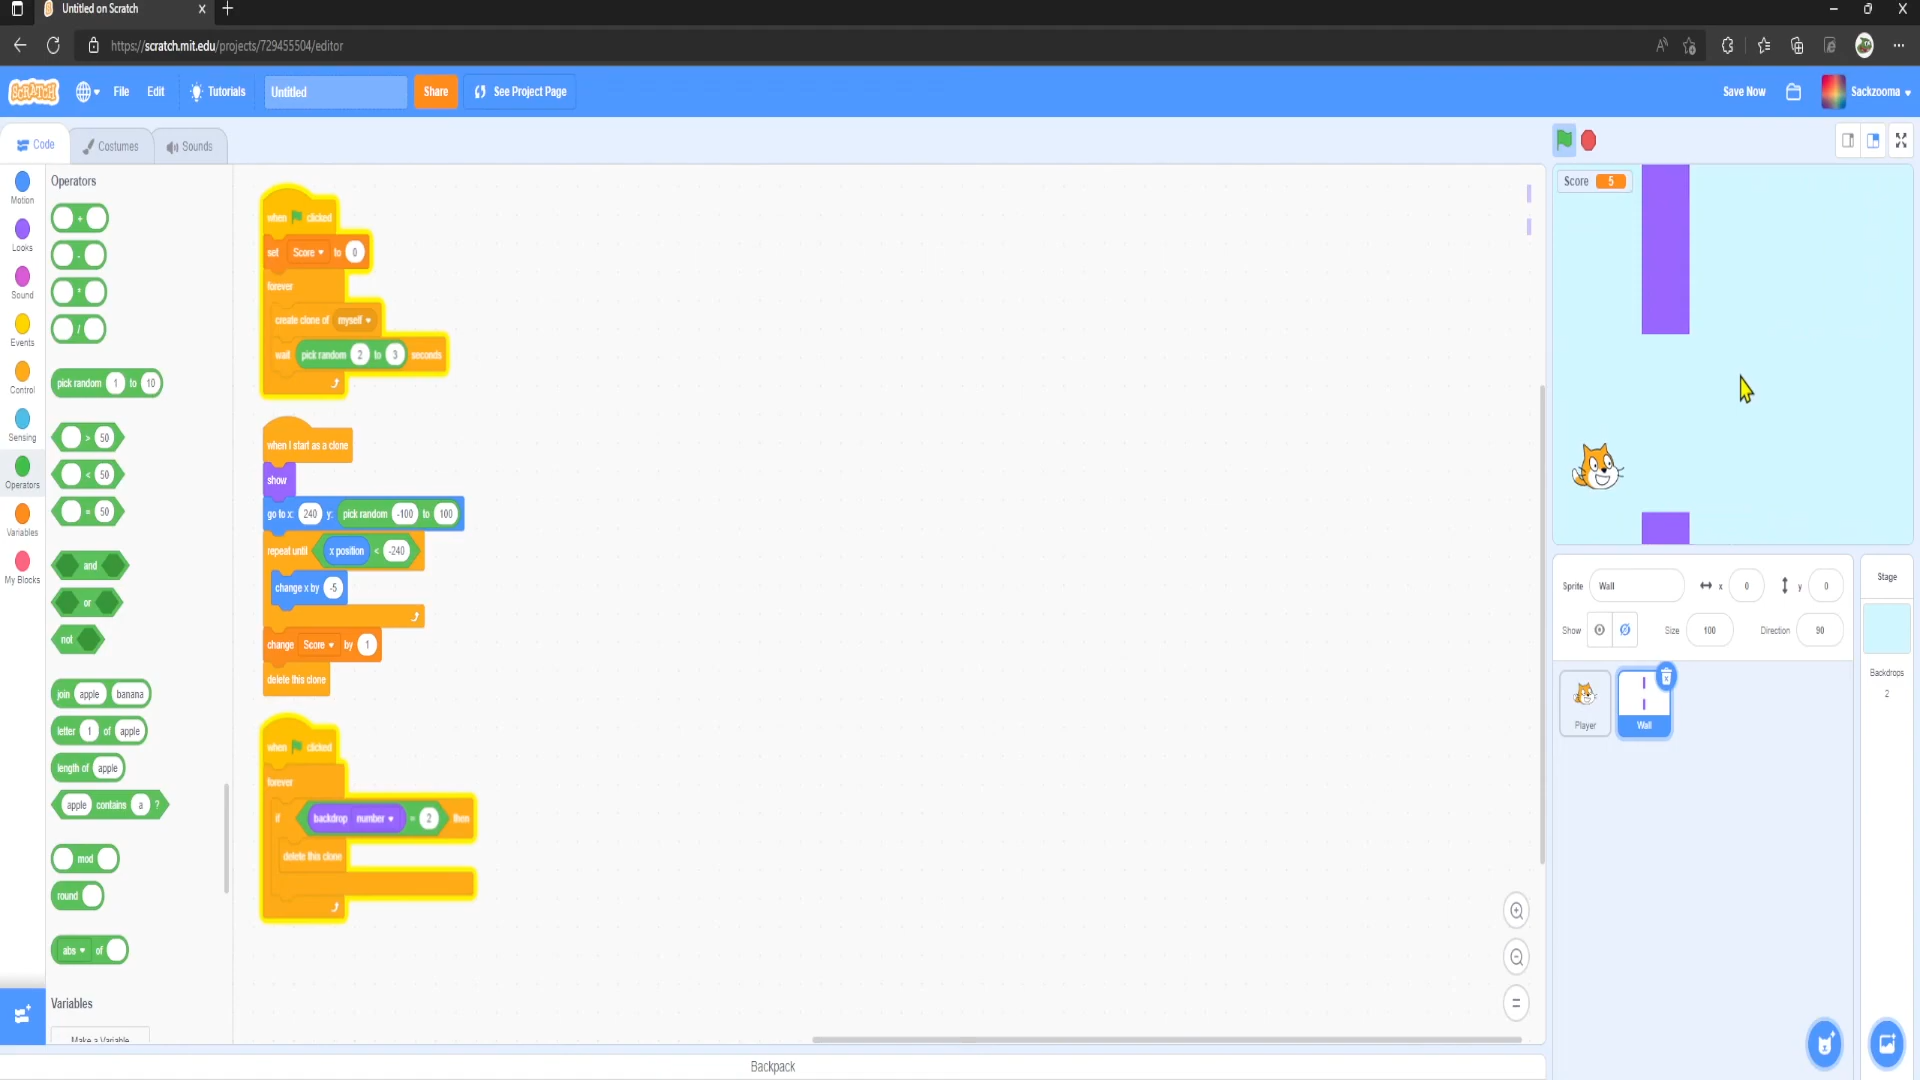 Untitled on Scratch
https://scratch.mit.edu/projects/729455504/editor
SCRATCH
File
Edit
Tutorials
Untitled
Share
See Project Page
Save Now
Sackzooma
Code
Costumes
Sounds
Motion
Looks
Sound
Events
Control
Sensing
Operators
Variables
My Blocks
Operators
+
-
*
/
pick random 1 to 10
> 50
< 50
= 50
and
or
not
join apple banana
letter 1 of apple
length of apple
apple contains a ?
mod
round
abs of
Variables
Make a Variable
when clicked
set Score to 0
forever
create clone of myself
wait pick random 2 to 3 seconds
when I start as a clone
show
go to x: 240 y: pick random -100 to 100
repeat until x position < -240
change x by -5
change Score by 1
delete this clone
when clicked
forever
if backdrop number = 2 then
delete this clone
Backpack
Score 5
Sprite Wall x 0 y 0
Show Size 100 Direction 90
Player
Wall
Stage
Backdrops
2